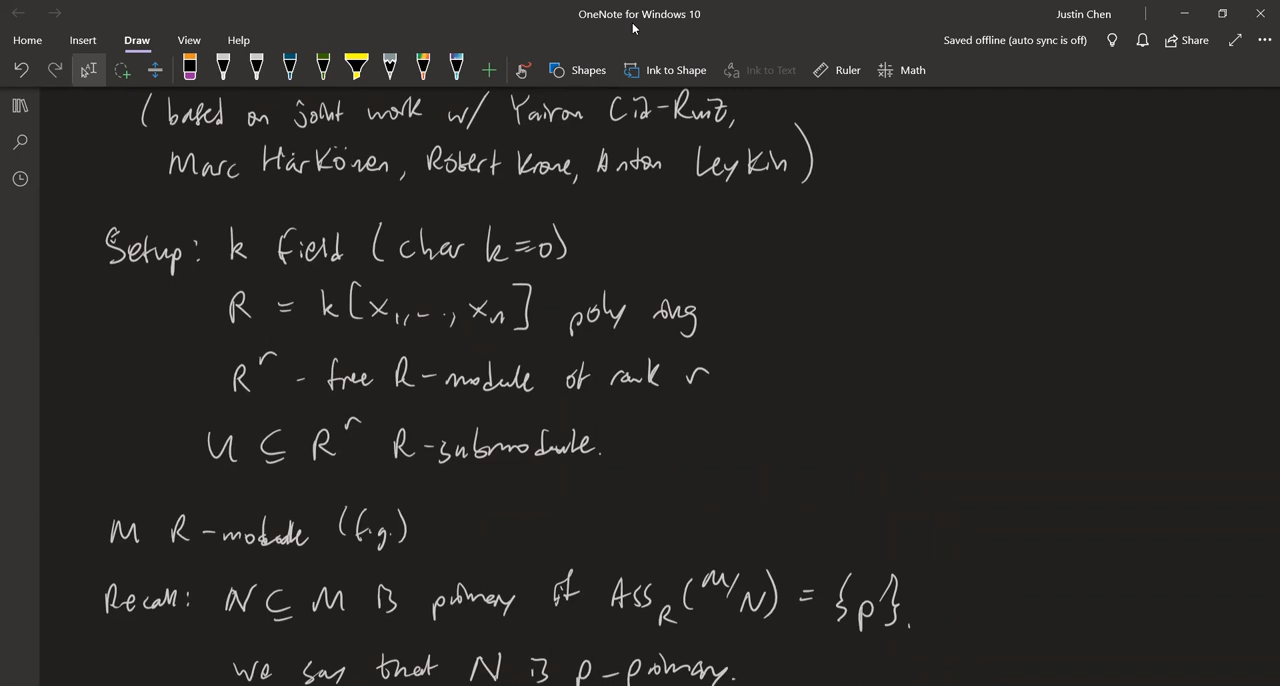 OneNote for Windows 10
Justin Chen
Home Insert Draw View Help
Saved offline (auto sync is off)
Share
Shapes
Ink to Shape
Ink to Text
Ruler
Math
(based on joint work w/ Yairon Cid-Ruiz,
Marc Härkönen, Robert Krone, Anton Leykin)
Setup: k field (char k=0)
R = k[x₁, -.., xₙ] poly ring
Rʳ - free R-module of rank r
U ⊆ Rʳ R-submodule.
M R-module (f.g.)
Recall: N ⊆ M is primary if Ass_R(M/N) = {p}.
We say that N is p-primary.